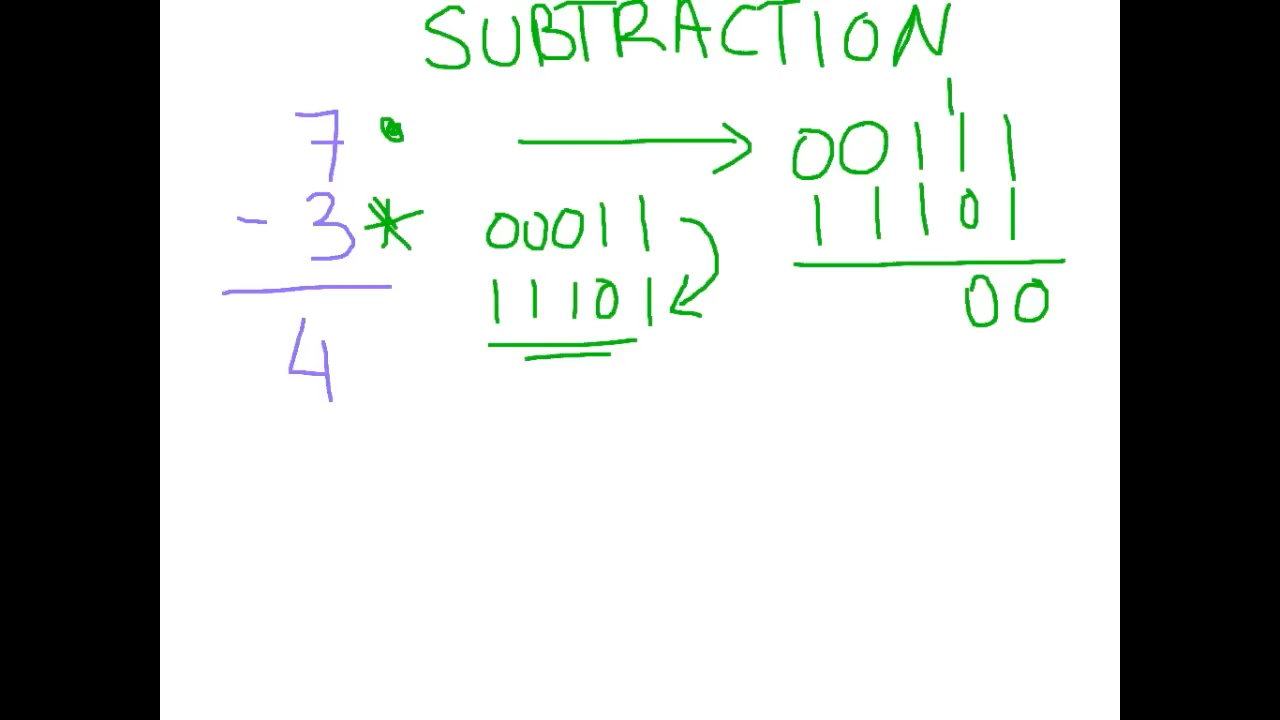 SUBTRACTION
1
7 • → 00111
- 3 * 00011 11101
11101 00
4